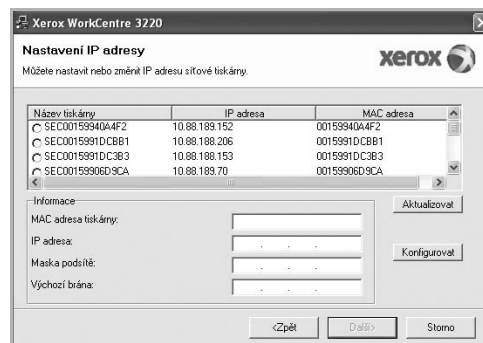 Xerox WorkCentre 3220
Nastavení IP adresy
Můžete nastavit nebo změnit IP adresu síťové tiskárny.
xerox
Název tiskárny IP adresa MAC adresa
SEC00159940A4F2 10.88.189.152 00159940A4F2
SEC0015991DCBB1 10.88.188.206 0015991DCBB1
SEC0015991DC3B3 10.88.188.153 0015991DC3B3
SEC00159906D9CA 10.88.189.70 00159906D9CA
Informace
Aktualizovat
MAC adresa tiskárny:
IP adresa:
Konfigurovat
Maska podsítě:
Výchozí brána:
<Zpět Další> Storno